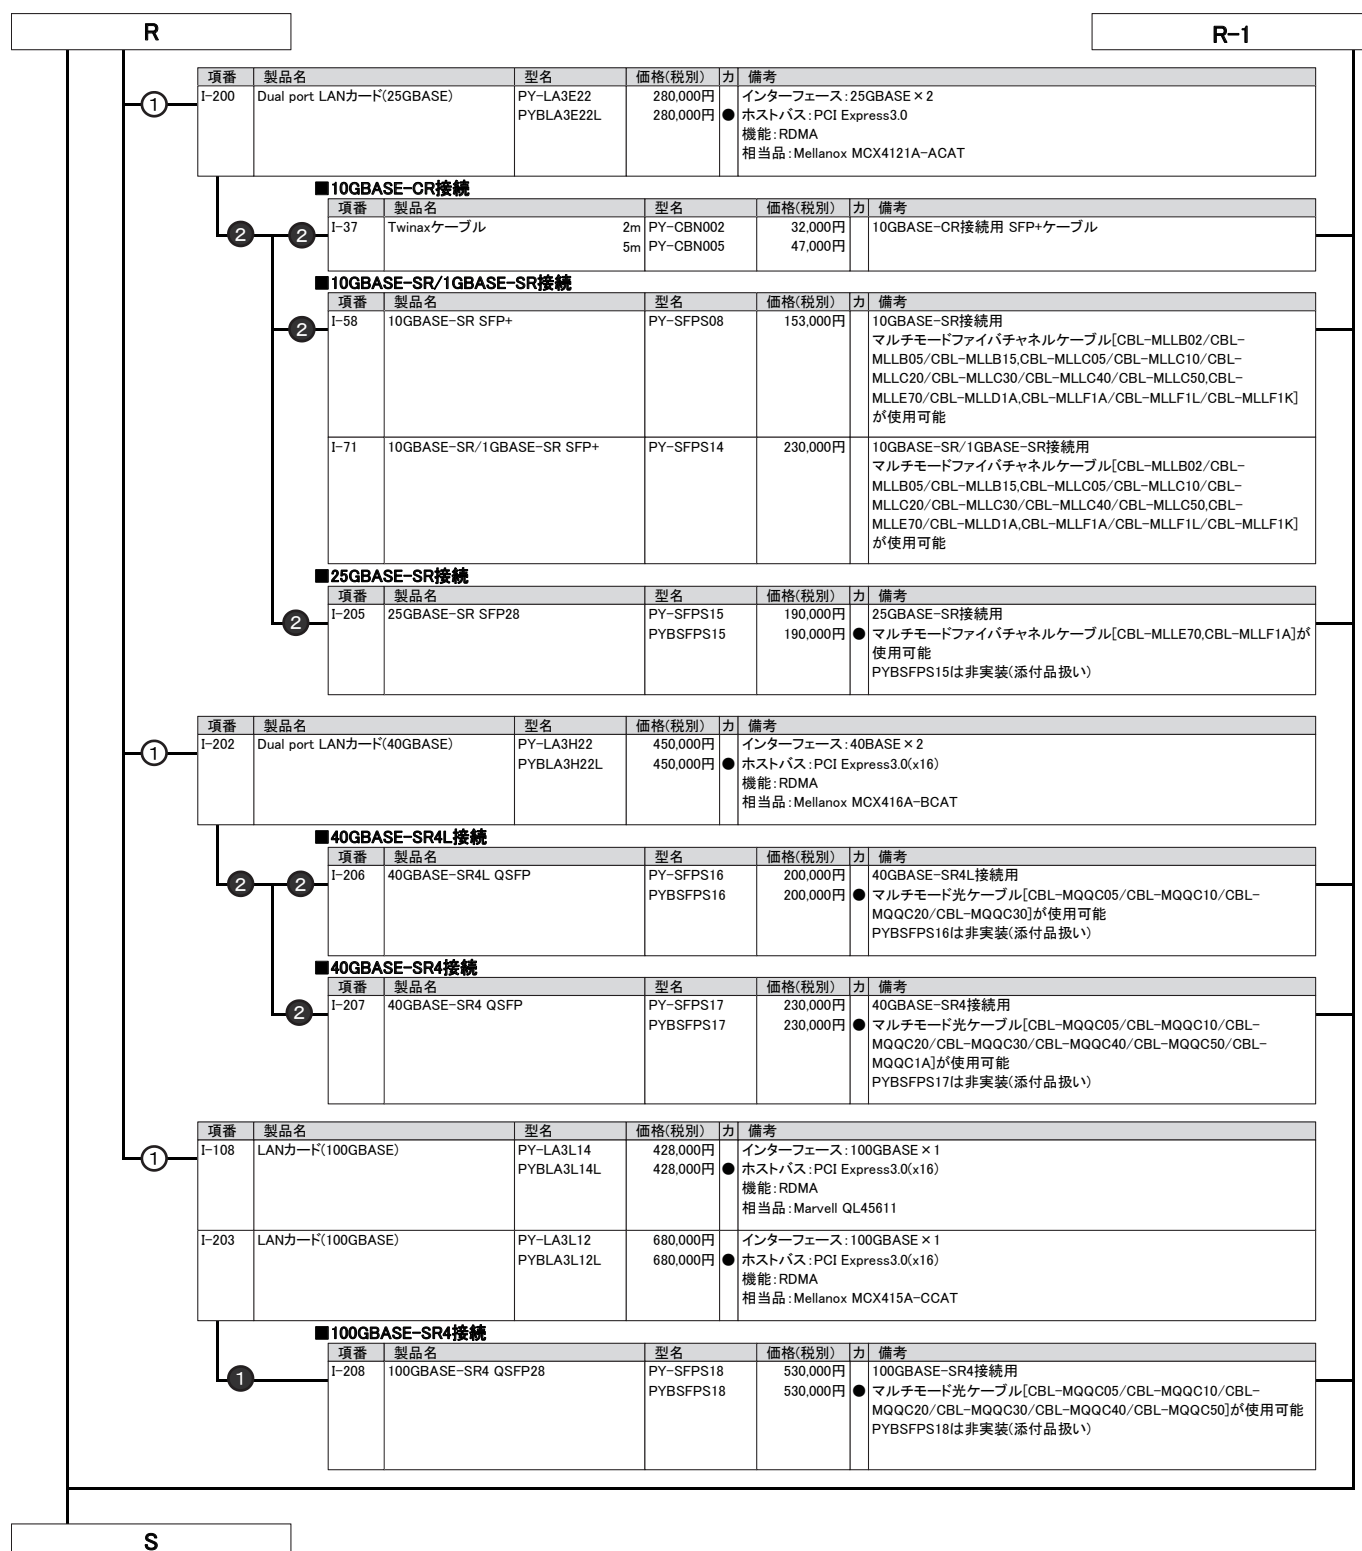 R
R-1
項番 製品名 型名 価格(税別) カ 備考
① I-200 Dual port LANカード(25GBASE) PY-LA3E22 280,000円 インターフェース:25GBASE×2
PYBLA3E22L 280,000円 ● ホストバス:PCI Express3.0
機能:RDMA
相当品:Mellanox MCX4121A-ACAT
■10GBASE-CR接続
項番 製品名 型名 価格(税別) カ 備考
❷ ❷ I-37 Twinaxケーブル 2m PY-CBN002 32,000円 10GBASE-CR接続用 SFP+ケーブル
5m PY-CBN005 47,000円
■10GBASE-SR/1GBASE-SR接続
項番 製品名 型名 価格(税別) カ 備考
❷ I-58 10GBASE-SR SFP+ PY-SFPS08 153,000円 10GBASE-SR接続用
マルチモードファイバチャネルケーブル[CBL-MLLB02/CBL-
MLLB05/CBL-MLLB15,CBL-MLLC05/CBL-MLLC10/CBL-
MLLC20/CBL-MLLC30/CBL-MLLC40/CBL-MLLC50,CBL-
MLLE70/CBL-MLLD1A,CBL-MLLF1A/CBL-MLLF1L/CBL-MLLF1K]
が使用可能
I-71 10GBASE-SR/1GBASE-SR SFP+ PY-SFPS14 230,000円 10GBASE-SR/1GBASE-SR接続用
マルチモードファイバチャネルケーブル[CBL-MLLB02/CBL-
MLLB05/CBL-MLLB15,CBL-MLLC05/CBL-MLLC10/CBL-
MLLC20/CBL-MLLC30/CBL-MLLC40/CBL-MLLC50,CBL-
MLLE70/CBL-MLLD1A,CBL-MLLF1A/CBL-MLLF1L/CBL-MLLF1K]
が使用可能
■25GBASE-SR接続
項番 製品名 型名 価格(税別) カ 備考
❷ I-205 25GBASE-SR SFP28 PY-SFPS15 190,000円 25GBASE-SR接続用
PYBSFPS15 190,000円 ● マルチモードファイバチャネルケーブル[CBL-MLLE70,CBL-MLLF1A]が
使用可能
PYBSFPS15は非実装(添付品扱い)
項番 製品名 型名 価格(税別) カ 備考
① I-202 Dual port LANカード(40GBASE) PY-LA3H22 450,000円 インターフェース:40BASE×2
PYBLA3H22L 450,000円 ● ホストバス:PCI Express3.0(x16)
機能:RDMA
相当品:Mellanox MCX416A-BCAT
■40GBASE-SR4L接続
項番 製品名 型名 価格(税別) カ 備考
❷ ❷ I-206 40GBASE-SR4L QSFP PY-SFPS16 200,000円 40GBASE-SR4L接続用
PYBSFPS16 200,000円 ● マルチモード光ケーブル[CBL-MQQC05/CBL-MQQC10/CBL-
MQQC20/CBL-MQQC30]が使用可能
PYBSFPS16は非実装(添付品扱い)
■40GBASE-SR4接続
項番 製品名 型名 価格(税別) カ 備考
❷ I-207 40GBASE-SR4 QSFP PY-SFPS17 230,000円 40GBASE-SR4接続用
PYBSFPS17 230,000円 ● マルチモード光ケーブル[CBL-MQQC05/CBL-MQQC10/CBL-
MQQC20/CBL-MQQC30/CBL-MQQC40/CBL-MQQC50/CBL-
MQQC1A]が使用可能
PYBSFPS17は非実装(添付品扱い)
項番 製品名 型名 価格(税別) カ 備考
① I-108 LANカード(100GBASE) PY-LA3L14 428,000円 インターフェース:100GBASE×1
PYBLA3L14L 428,000円 ● ホストバス:PCI Express3.0(x16)
機能:RDMA
相当品:Marvell QL45611
I-203 LANカード(100GBASE) PY-LA3L12 680,000円 インターフェース:100GBASE×1
PYBLA3L12L 680,000円 ● ホストバス:PCI Express3.0(x16)
機能:RDMA
相当品:Mellanox MCX415A-CCAT
■100GBASE-SR4接続
項番 製品名 型名 価格(税別) カ 備考
❶ I-208 100GBASE-SR4 QSFP28 PY-SFPS18 530,000円 100GBASE-SR4接続用
PYBSFPS18 530,000円 ● マルチモード光ケーブル[CBL-MQQC05/CBL-MQQC10/CBL-
MQQC20/CBL-MQQC30/CBL-MQQC40/CBL-MQQC50]が使用可能
PYBSFPS18は非実装(添付品扱い)
S